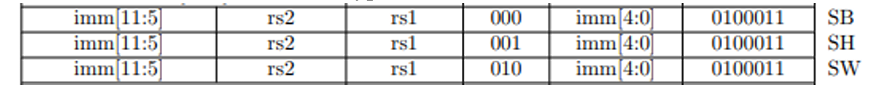 imm[11:5] rs2 rs1 000 imm[4:0] 0100011 SB
imm[11:5] rs2 rs1 001 imm[4:0] 0100011 SH
imm[11:5] rs2 rs1 010 imm[4:0] 0100011 SW